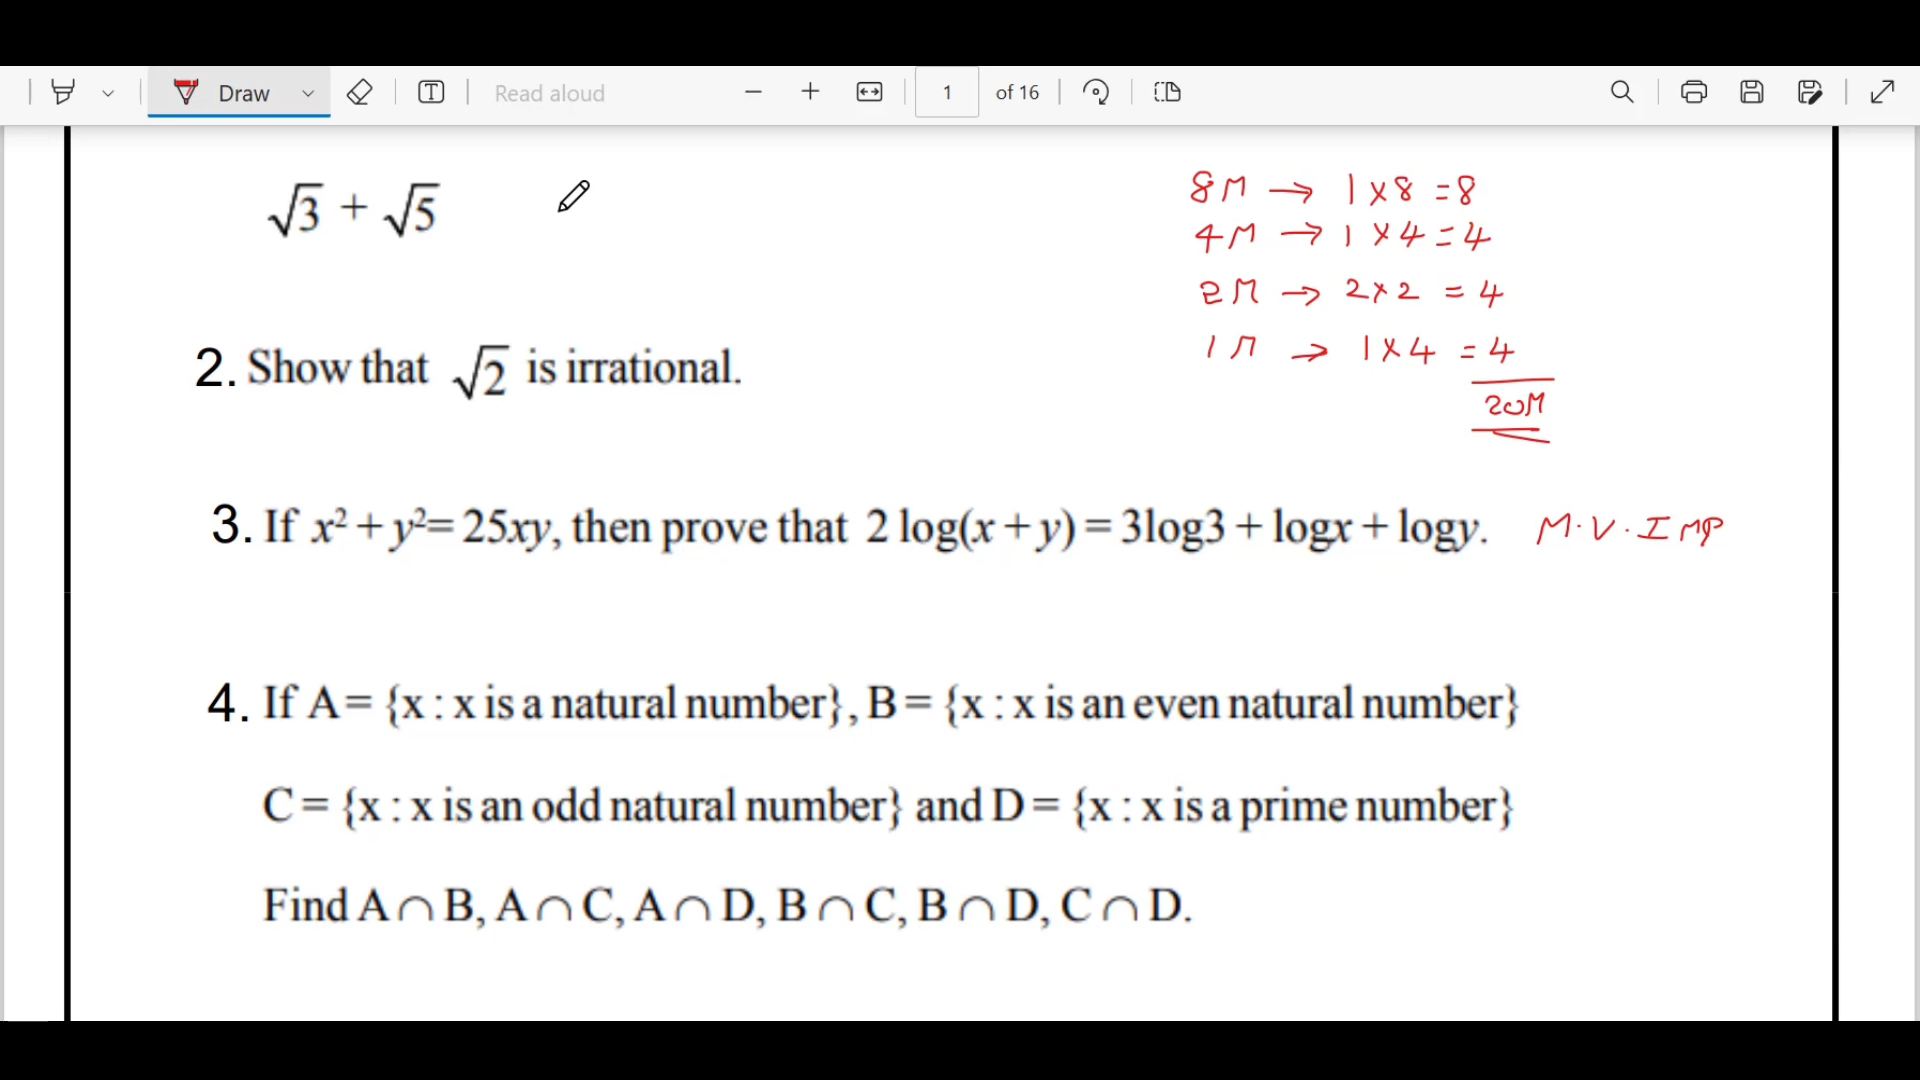 Draw Read aloud 1 of 16
√3 + √5
8M → 1 x 8 = 8
4M → 1 x 4 = 4
2M → 2 x 2 = 4
1M → 1 x 4 = 4
20M
2. Show that √2 is irrational.
3. If x² + y² = 25xy, then prove that 2 log(x + y) = 3log3 + logx + logy. M.V.IMP
4. If A = {x : x is a natural number}, B = {x : x is an even natural number}
C = {x : x is an odd natural number} and D = {x : x is a prime number}
Find A ∩ B, A ∩ C, A ∩ D, B ∩ C, B ∩ D, C ∩ D.